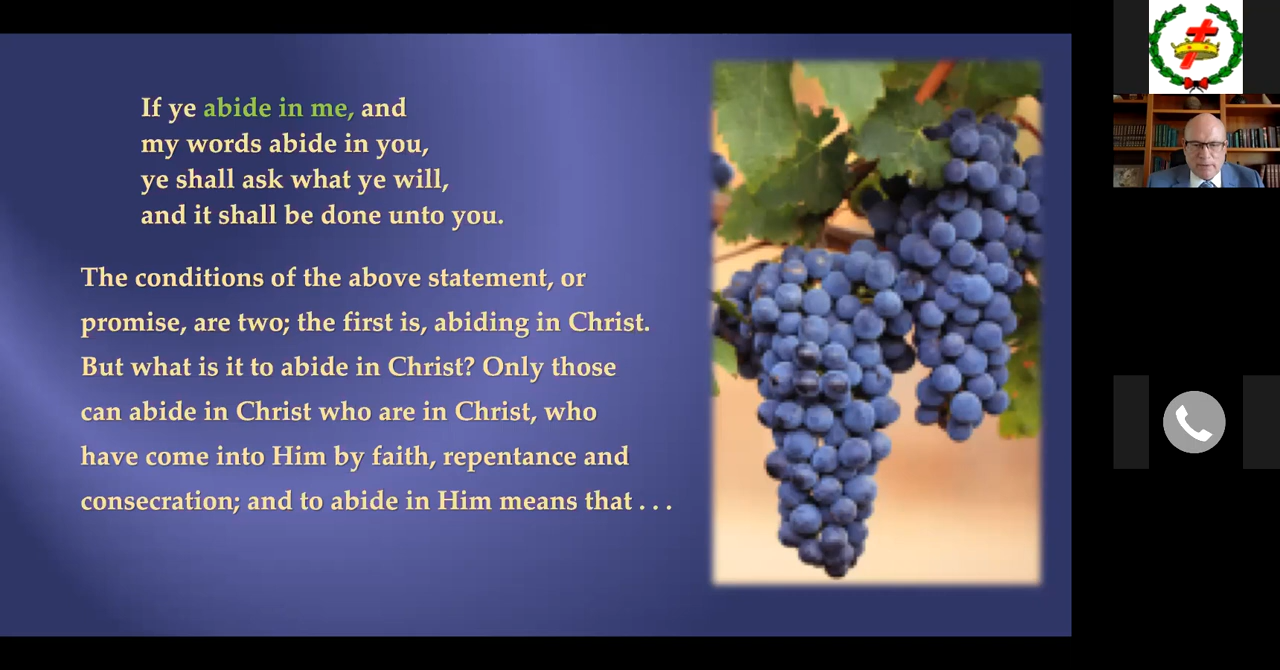 If ye abide in me, and
my words abide in you,
ye shall ask what ye will,
and it shall be done unto you.
The conditions of the above statement, or
promise, are two; the first is, abiding in Christ.
But what is it to abide in Christ? Only those
can abide in Christ who are in Christ, who
have come into Him by faith, repentance and
consecration; and to abide in Him means that . . .